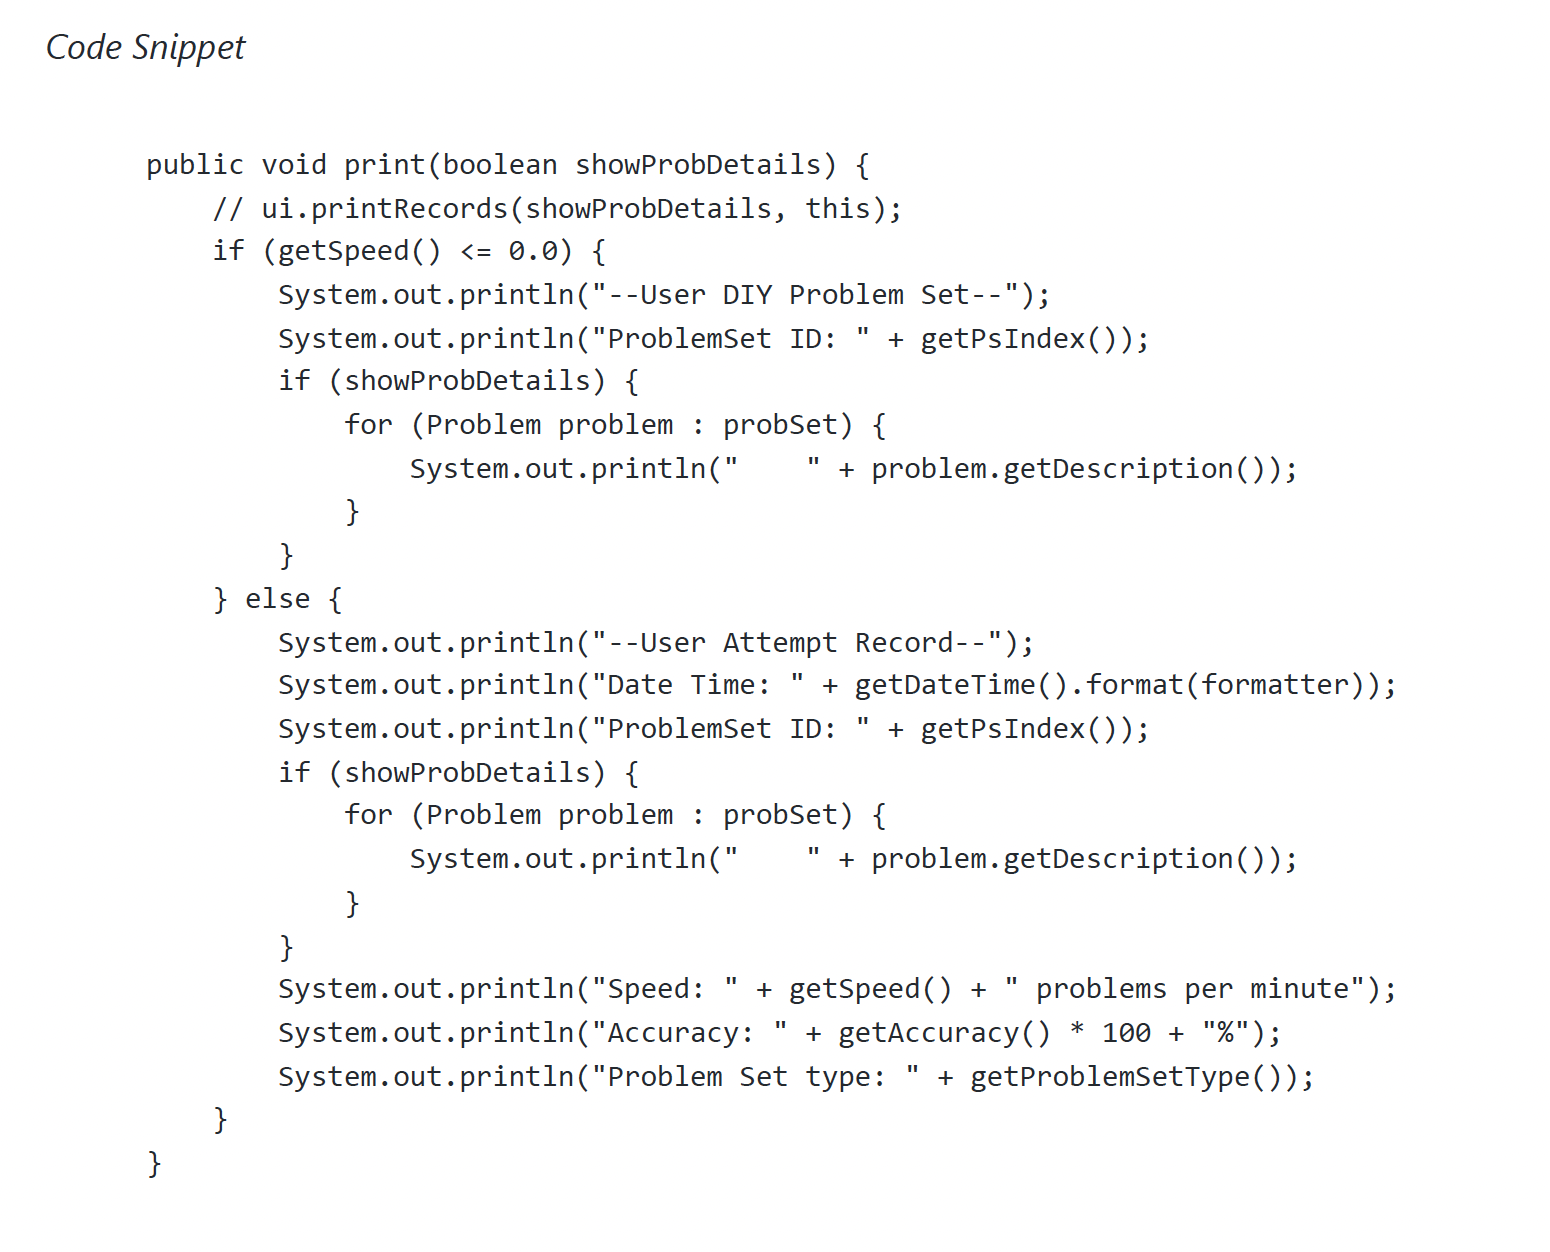 Code Snippet
public void print(boolean showProbDetails) {
    // ui.printRecords(showProbDetails, this);
    if (getSpeed() <= 0.0) {
        System.out.println("--User DIY Problem Set--");
        System.out.println("ProblemSet ID: " + getPsIndex());
        if (showProbDetails) {
            for (Problem problem : probSet) {
                System.out.println("    " + problem.getDescription());
            }
        }
    } else {
        System.out.println("--User Attempt Record--");
        System.out.println("Date Time: " + getDateTime().format(formatter));
        System.out.println("ProblemSet ID: " + getPsIndex());
        if (showProbDetails) {
            for (Problem problem : probSet) {
                System.out.println("    " + problem.getDescription());
            }
        }
        System.out.println("Speed: " + getSpeed() + " problems per minute");
        System.out.println("Accuracy: " + getAccuracy() * 100 + "%");
        System.out.println("Problem Set type: " + getProblemSetType());
    }
}